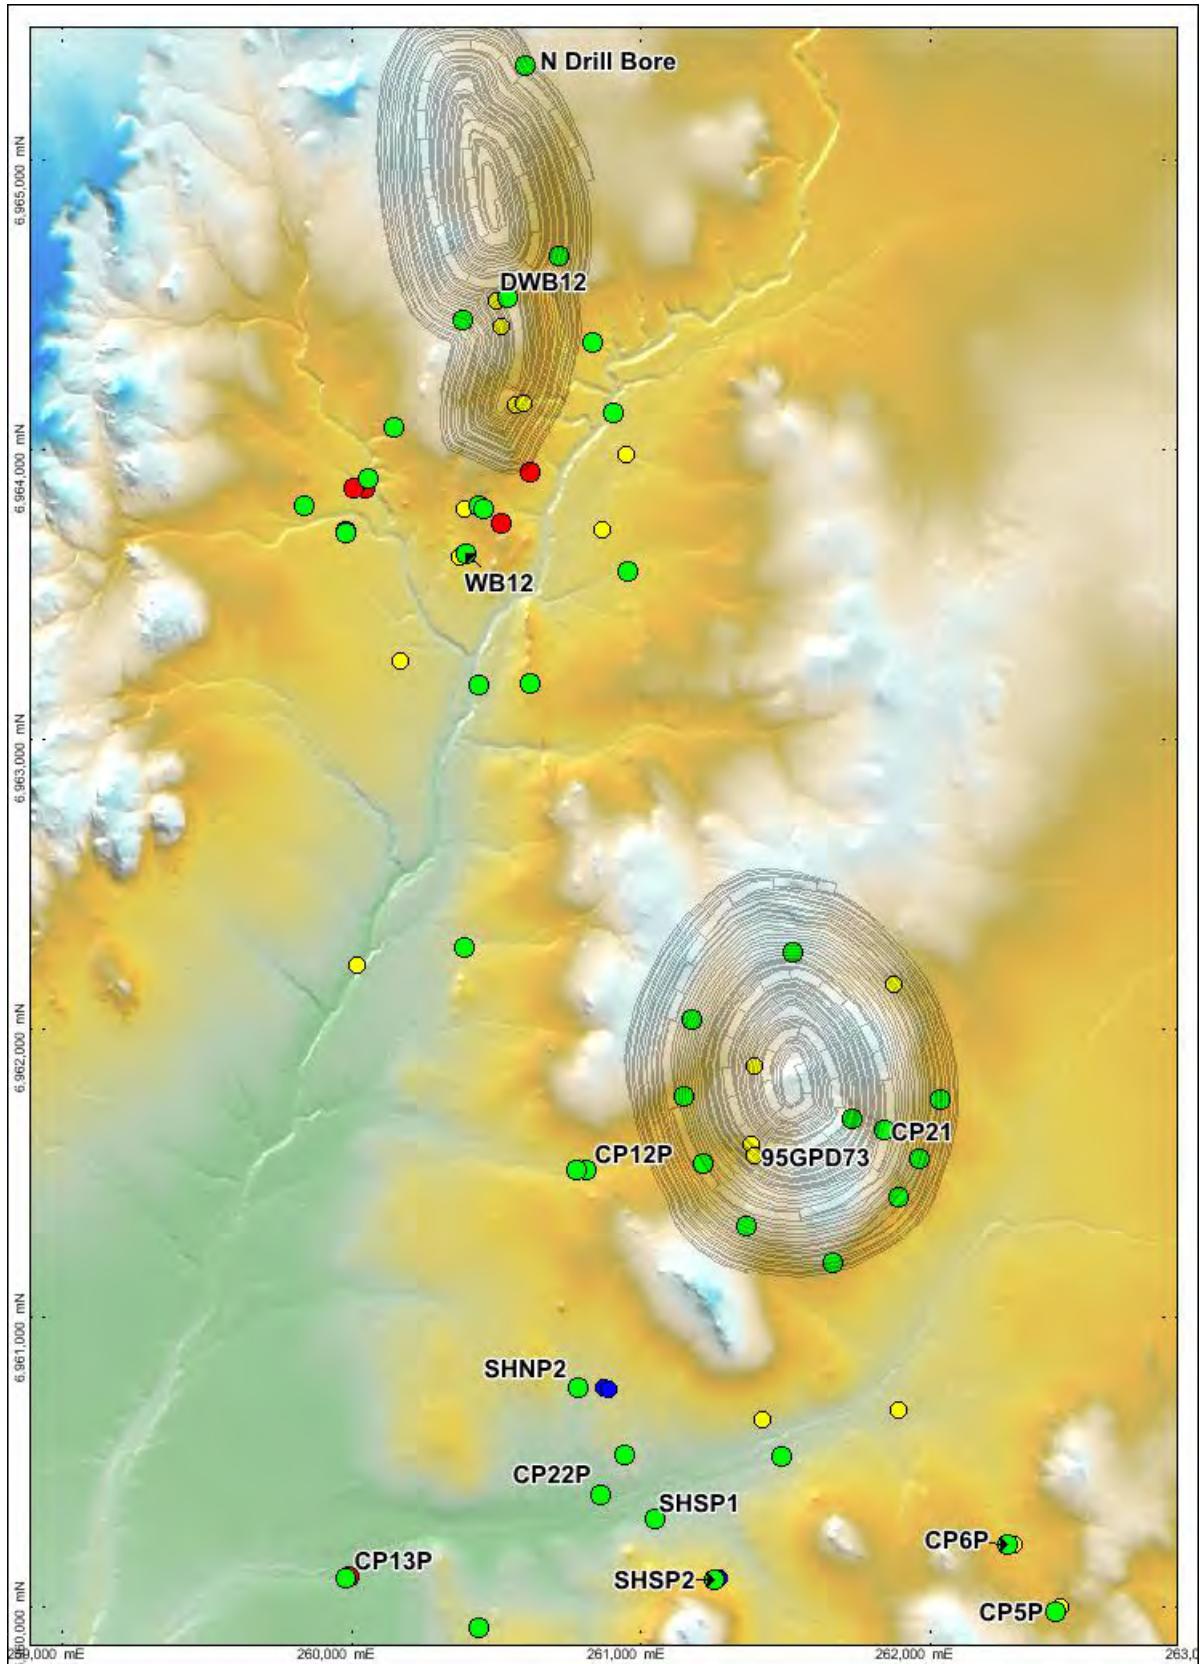 N Drill Bore
6,965,000 mN
DWB12
6,964,000 mN
WB12
6,963,000 mN
6,962,000 mN
CP21
CP12P
95GPD73
6,961,000 mN
SHNP2
CP22P
SHSP1
CP6P
CP13P
SHSP2
CP5P
260,000 mE
261,000 mE
262,000 mE